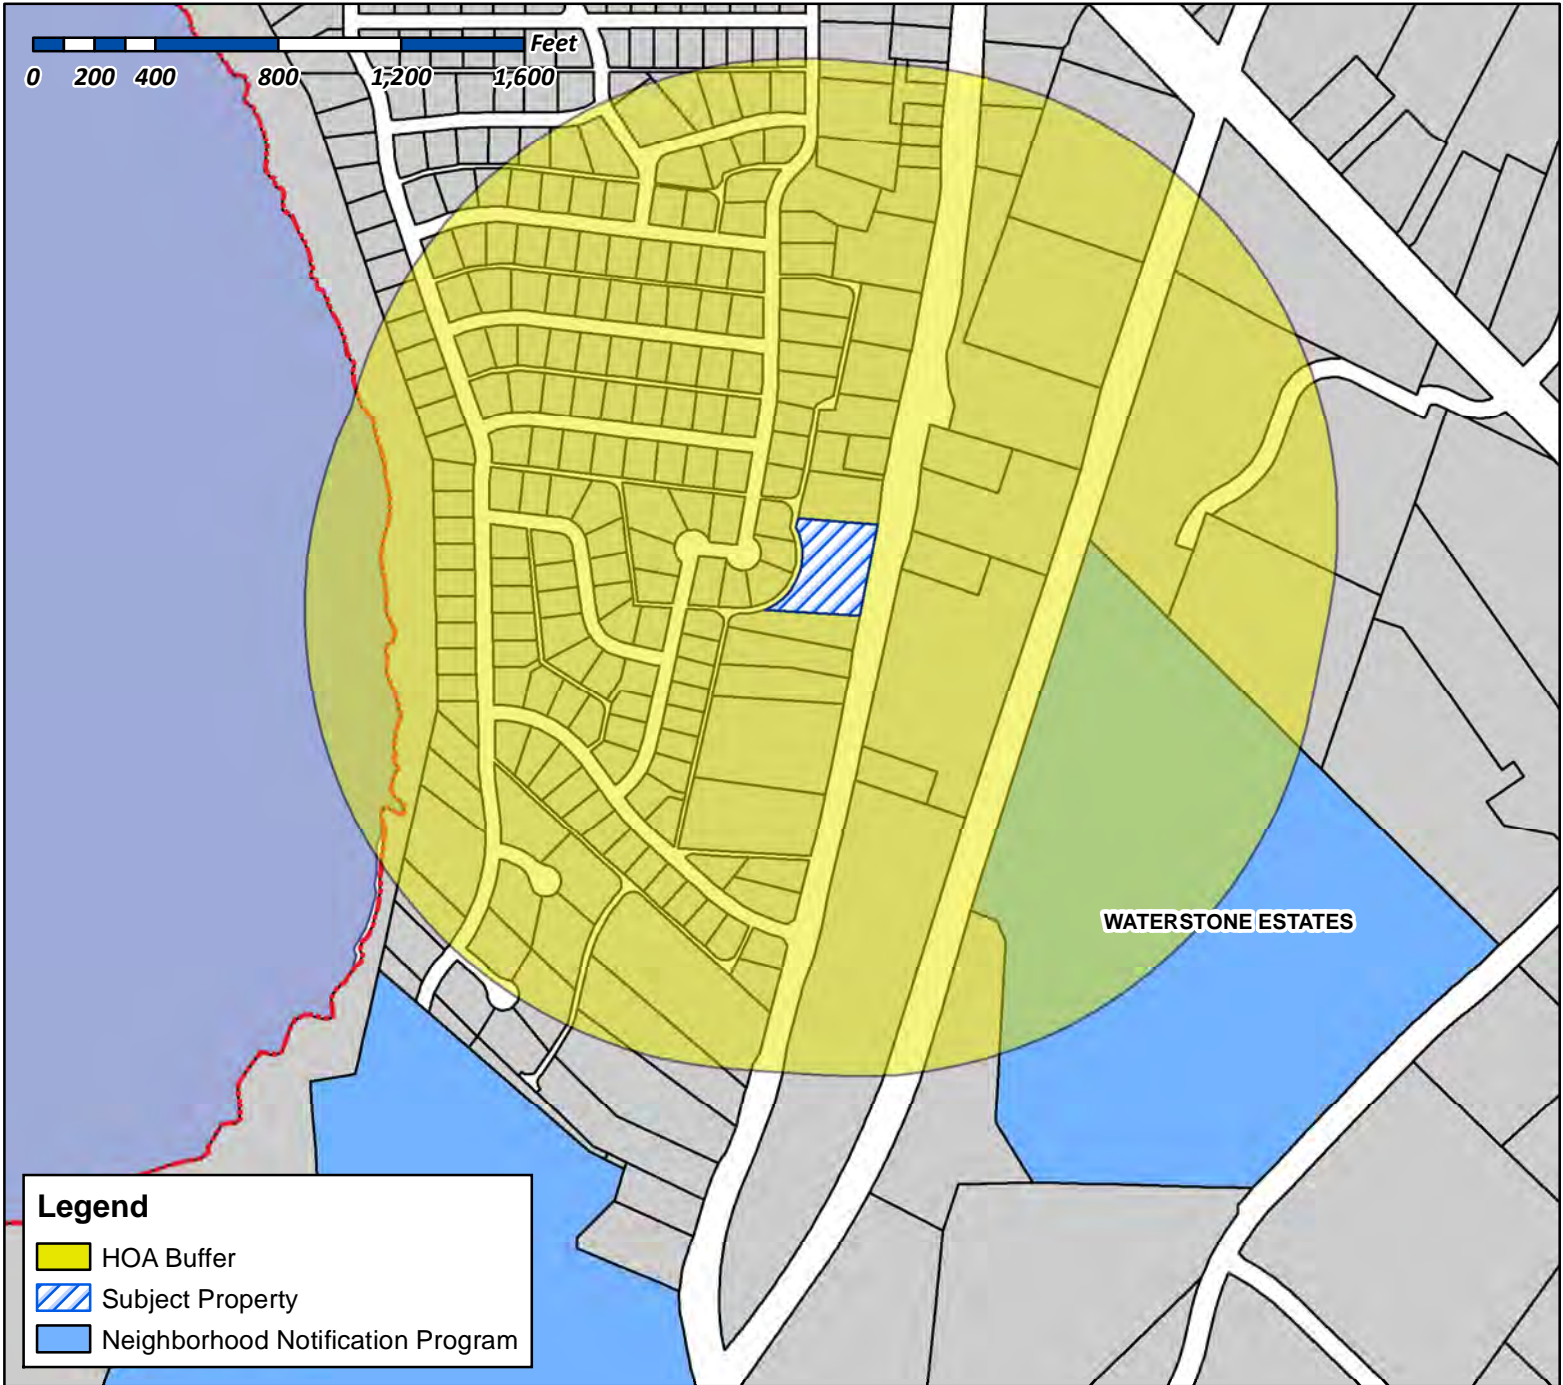 Feet
0 200 400 800 1,200 1,600
WATERSTONE ESTATES
Legend
HOA Buffer
Subject Property
Neighborhood Notification Program